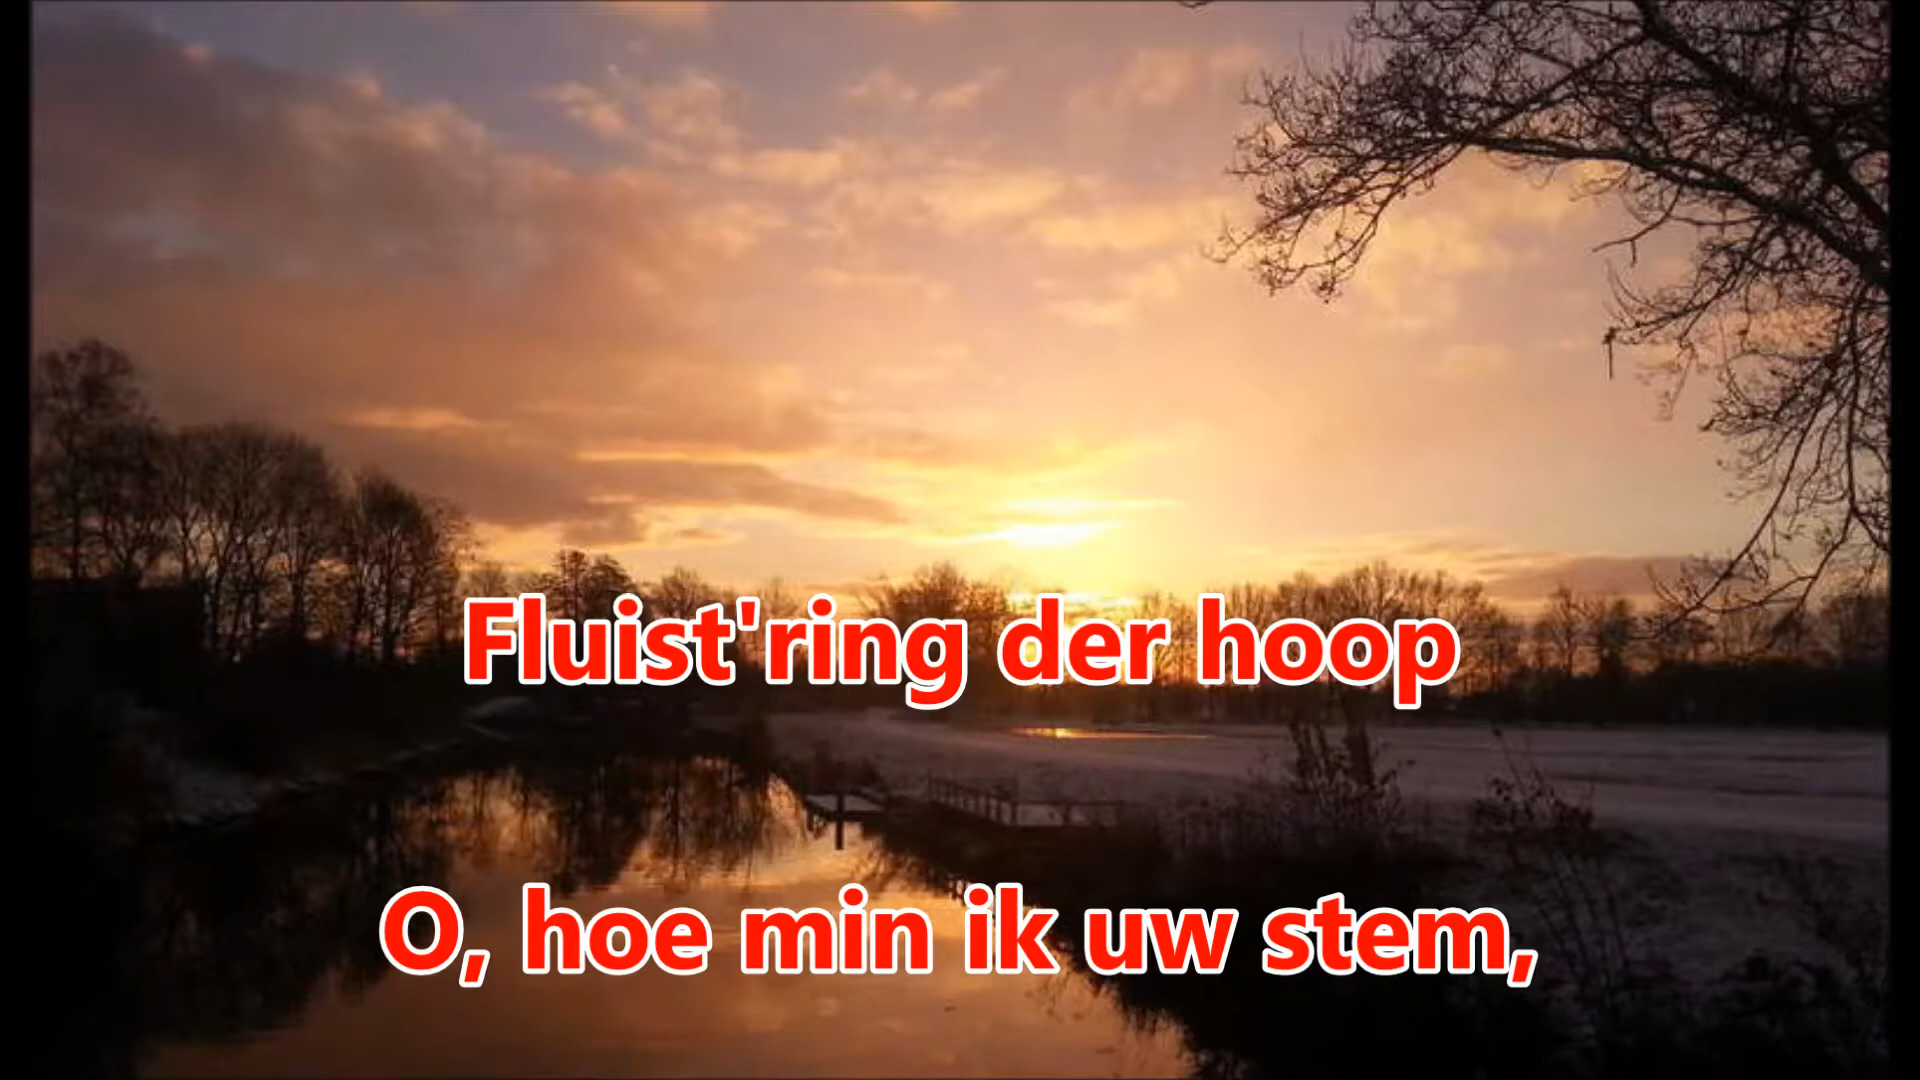 Fluist'ring der hoop
O, hoe min ik uw stem,